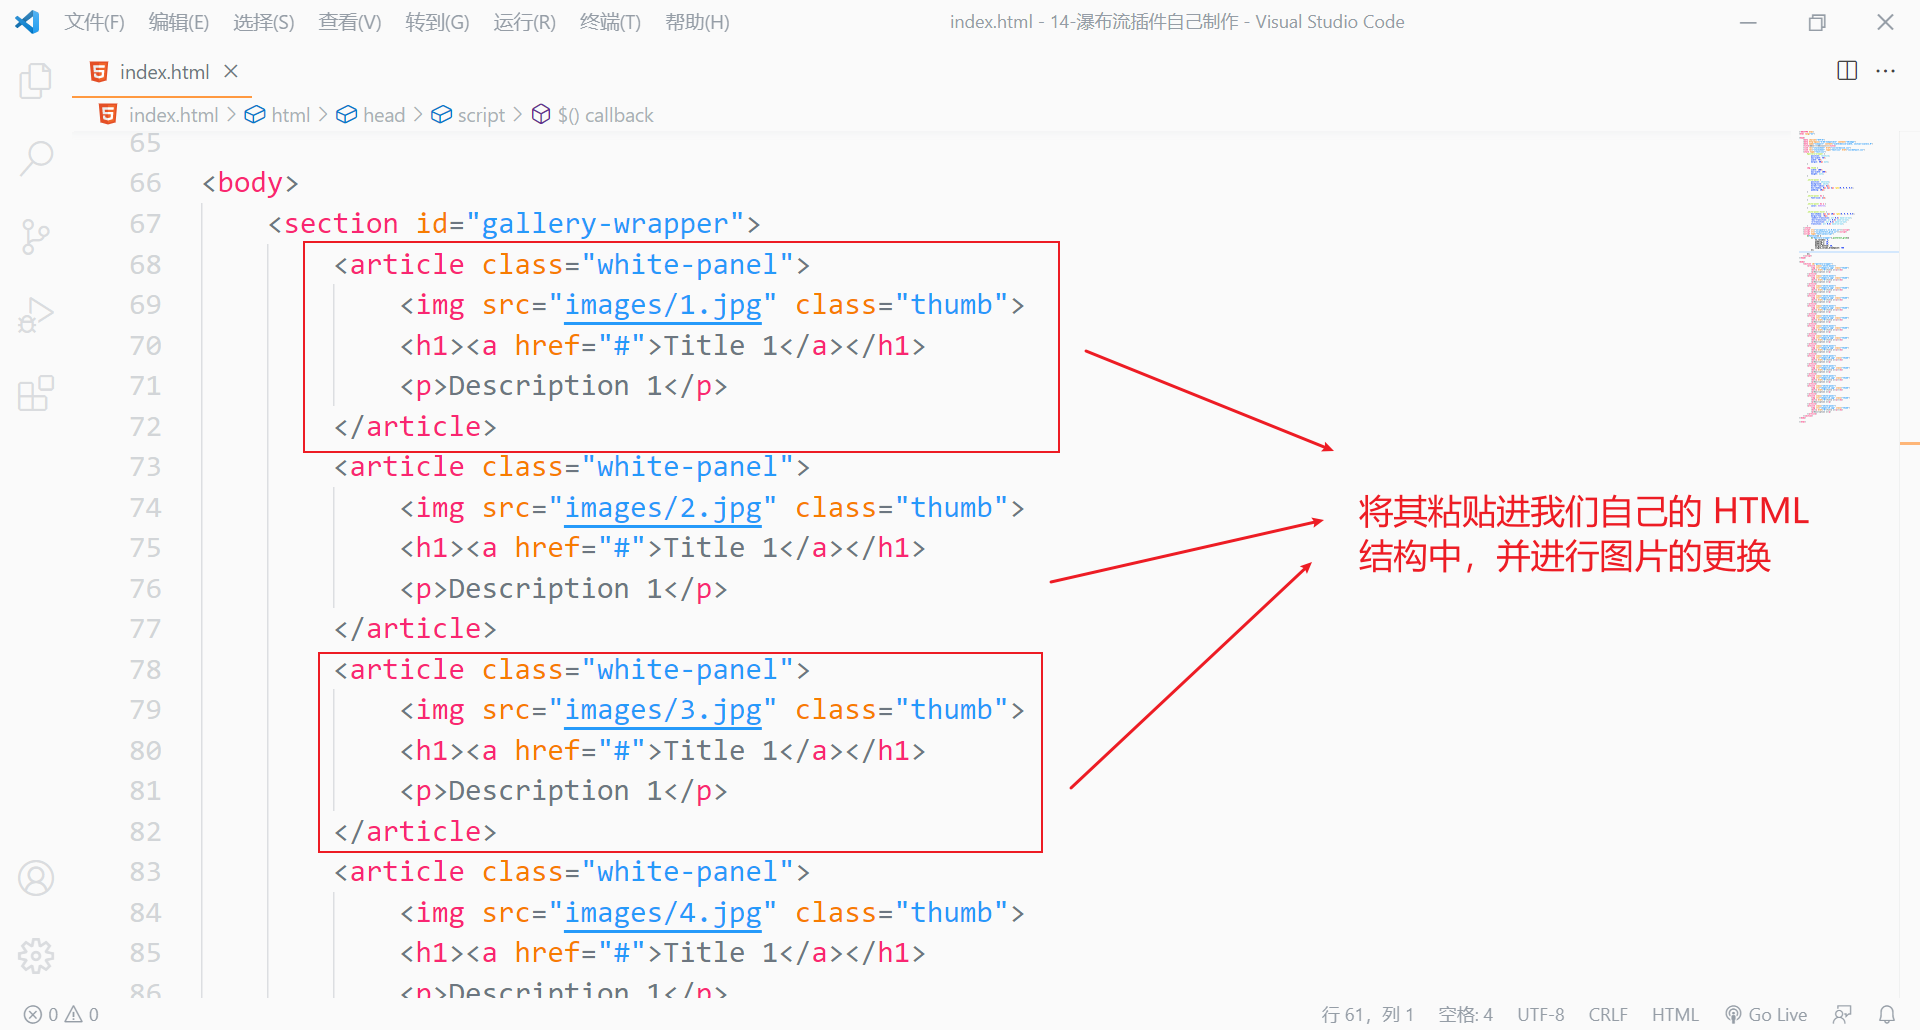 文件(F) 编辑(E) 选择(S) 查看(V) 转到(G) 运行(R) 终端(T) 帮助(H) index.html - 14-瀑布流插件自己制作 - Visual Studio Code
index.html
index.html > html > head > script > $() callback
65
66 <body>
67 <section id="gallery-wrapper">
68 <article class="white-panel">
69 <img src="images/1.jpg" class="thumb">
70 <h1><a href="#">Title 1</a></h1>
71 <p>Description 1</p>
72 </article>
73 <article class="white-panel">
74 <img src="images/2.jpg" class="thumb">
75 <h1><a href="#">Title 1</a></h1>
76 <p>Description 1</p>
77 </article>
78 <article class="white-panel">
79 <img src="images/3.jpg" class="thumb">
80 <h1><a href="#">Title 1</a></h1>
81 <p>Description 1</p>
82 </article>
83 <article class="white-panel">
84 <img src="images/4.jpg" class="thumb">
85 <h1><a href="#">Title 1</a></h1>
86 <p>Description 1</p>
将其粘贴进我们自己的 HTML
结构中，并进行图片的更换
0 0 行 61，列 1 空格: 4 UTF-8 CRLF HTML Go Live